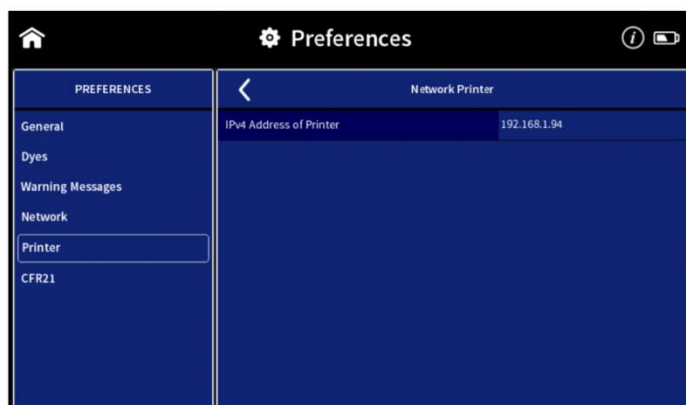 Preferences
PREFERENCES
General
Dyes
Warning Messages
Network
Printer
CFR21
Network Printer
IPv4 Address of Printer 192.168.1.94